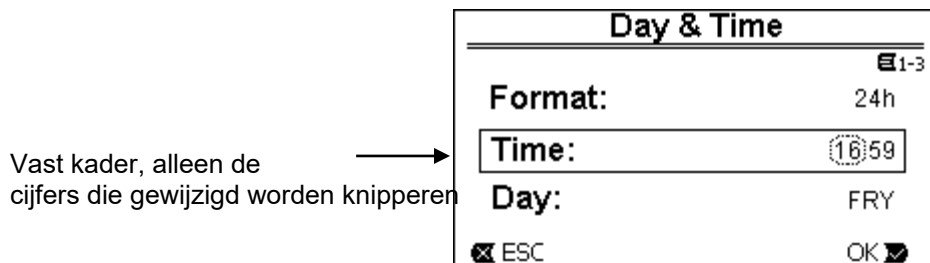 Day & Time
1-3
Format: 24h
Time: 16:59
Day: FRY
ESC OK
Vast kader, alleen de
cijfers die gewijzigd worden knipperen